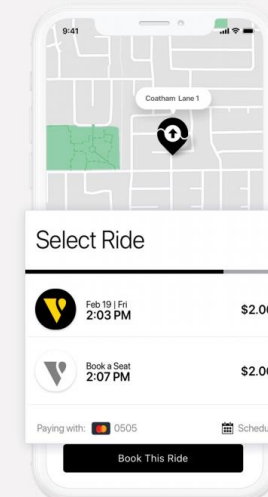 9:41
Coatham Lane 1
Select Ride
Feb 19 | Fri
2:03 PM
$2.00
Book a Seat
2:07 PM
$2.00
Paying with: 0505
Book This Ride